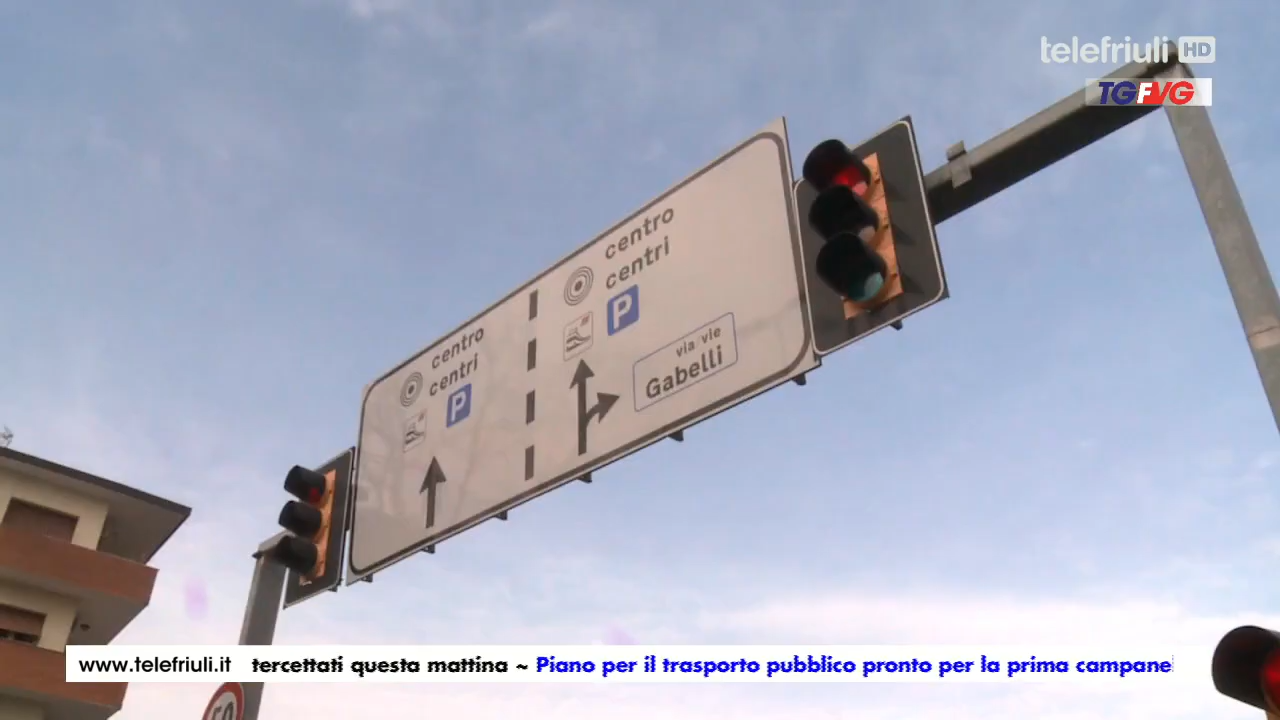 telefriuli HD
TGFVG
centro
centri
P
centro
centri
P
via vie
Gabelli
50
www.telefriuli.it tercettati questa mattina ~ Piano per il trasporto pubblico pronto per la prima campane